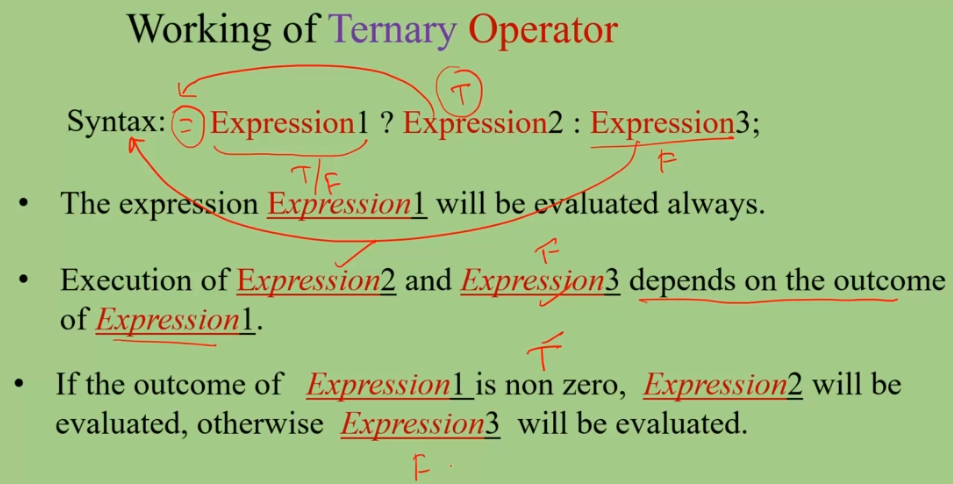 Working of Ternary Operator
T
Syntax: = Expression1 ? Expression2 : Expression3;
T/F
F
• The expression Expression1 will be evaluated always.
F
• Execution of Expression2 and Expression3 depends on the outcome
of Expression1.
T
• If the outcome of Expression1 is non zero, Expression2 will be
evaluated, otherwise Expression3 will be evaluated.
F